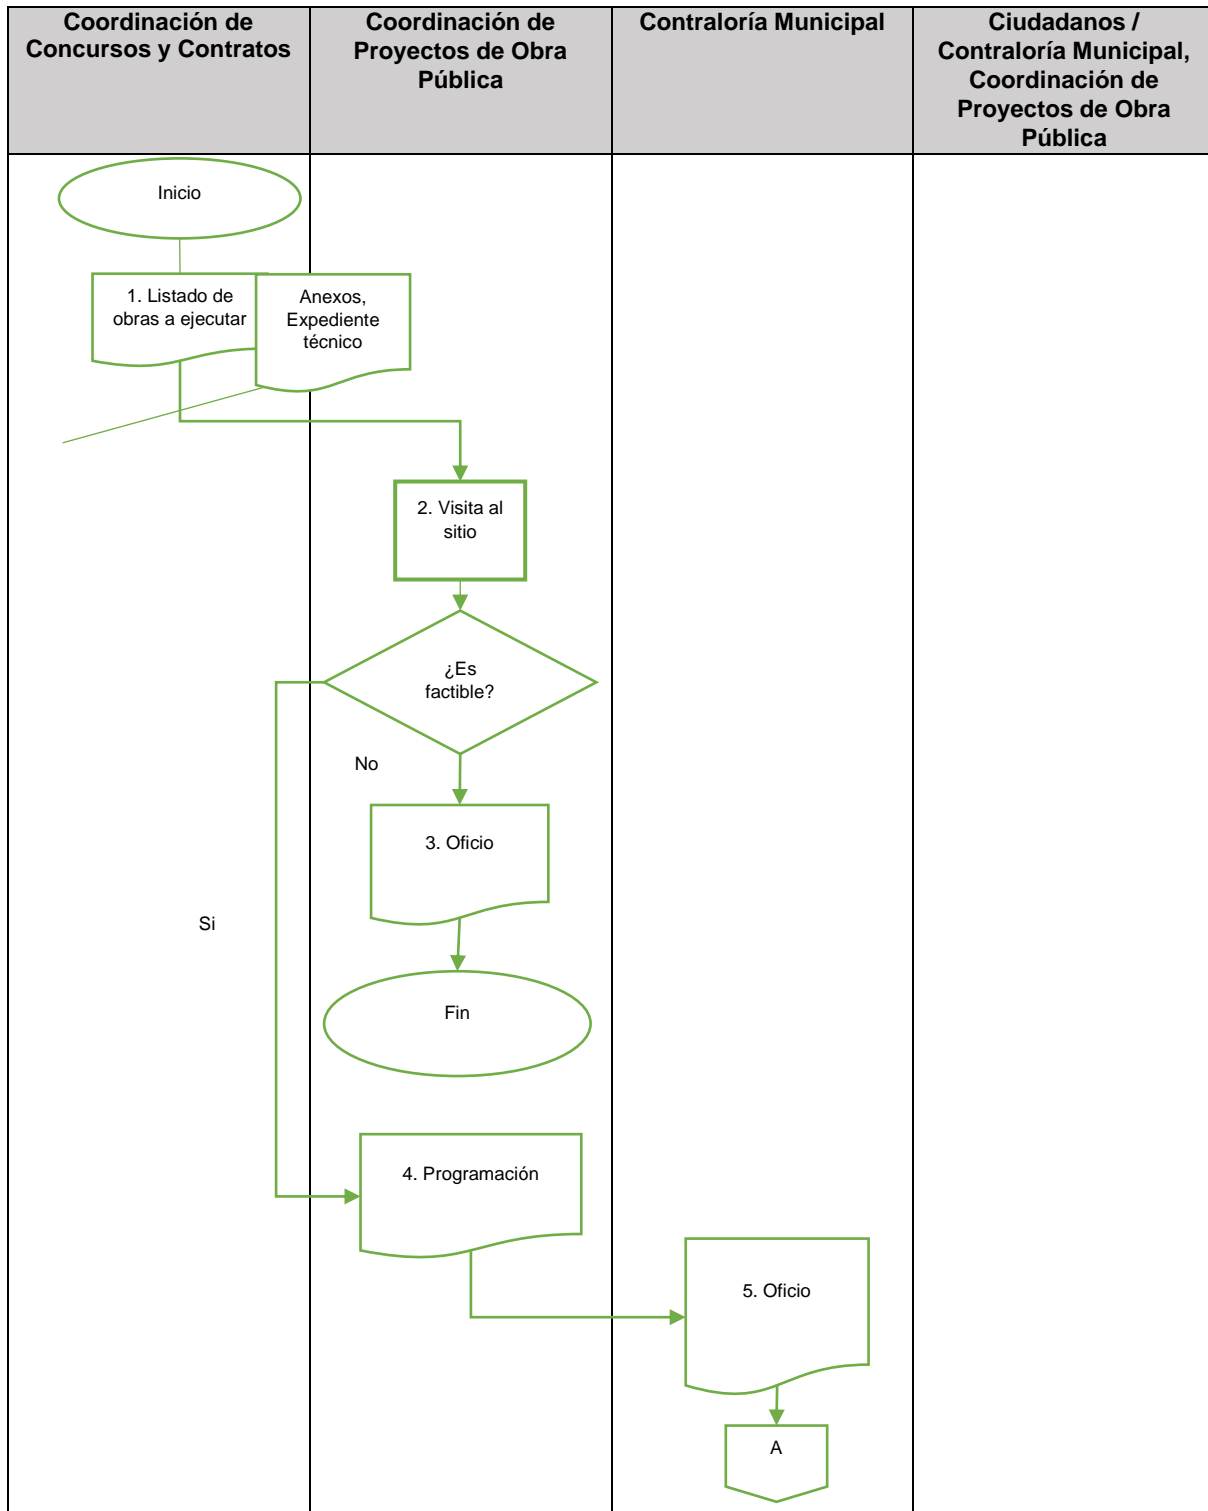 Coordinación de
Concursos y Contratos
Coordinación de
Proyectos de Obra
Pública
Contraloría Municipal
Ciudadanos /
Contraloría Municipal,
Coordinación de
Proyectos de Obra
Pública
Inicio
1. Listado de
obras a ejecutar
Anexos,
Expediente
técnico
2. Visita al
sitio
¿Es
factible?
No
3. Oficio
Si
Fin
4. Programación
5. Oficio
A